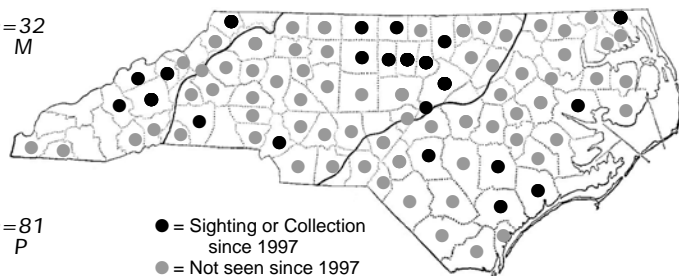 =32
M
=81
P
● = Sighting or Collection
since 1997
● = Not seen since 1997